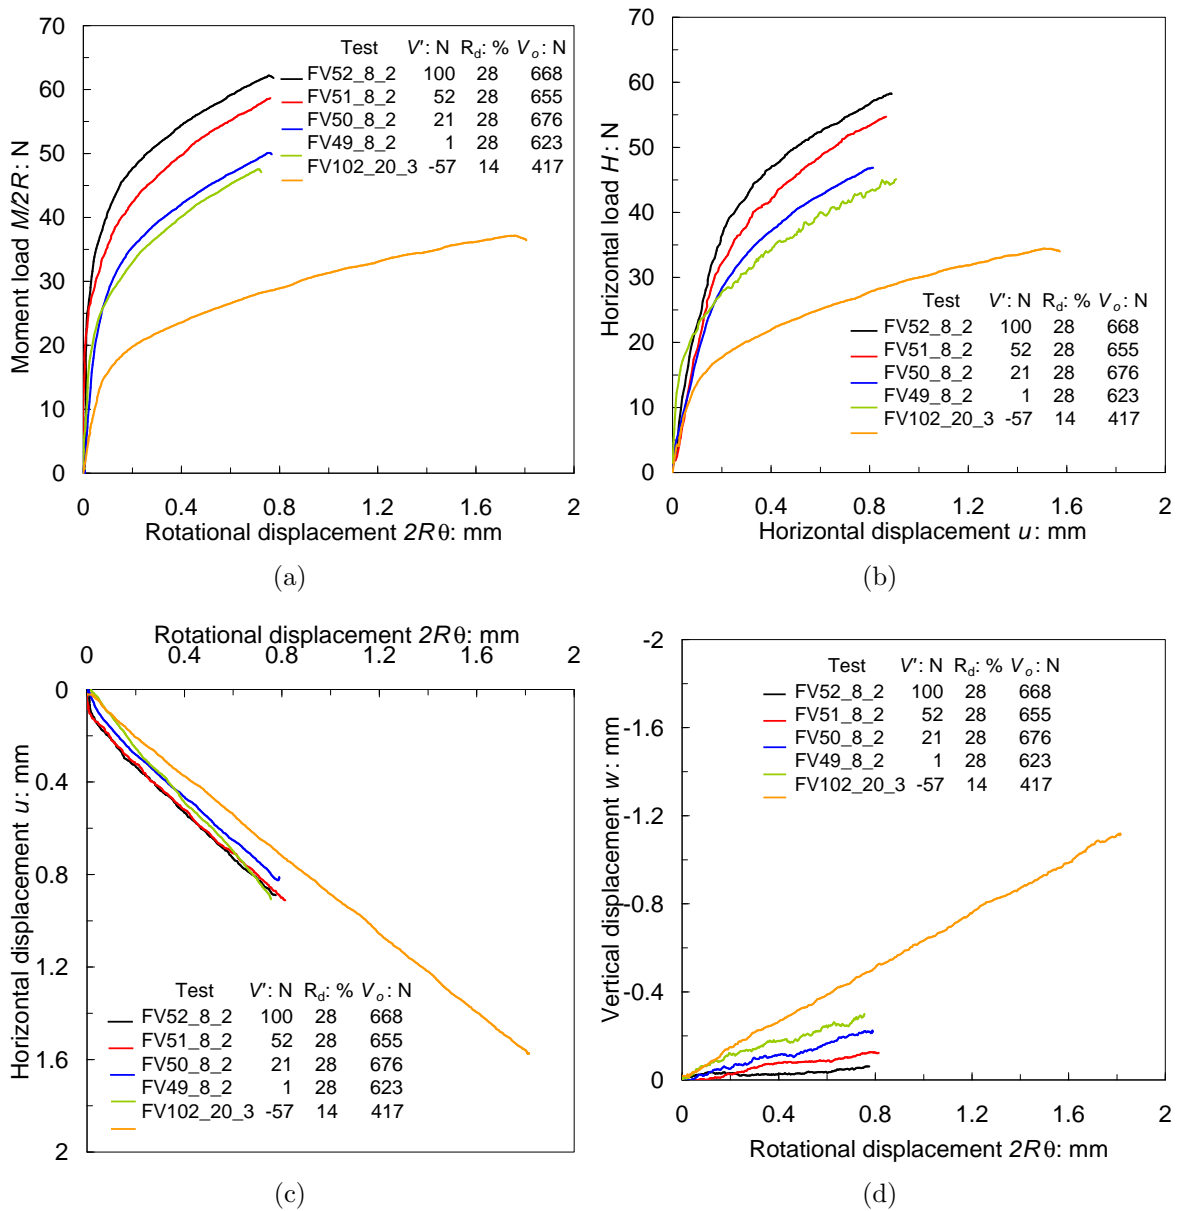 Test V': N Rd: % Vo: N
FV52_8_2 100 28 668
FV51_8_2 52 28 655
FV50_8_2 21 28 676
FV49_8_2 1 28 623
FV102_20_3 -57 14 417
70
60
50
40
30
20
10
0
Moment load M/2R: N
0 0.4 0.8 1.2 1.6 2
Rotational displacement 2Rθ: mm
(a)
70
60
50
40
30
20
10
0
Horizontal load H: N
Test V': N Rd: % Vo: N
FV52_8_2 100 28 668
FV51_8_2 52 28 655
FV50_8_2 21 28 676
FV49_8_2 1 28 623
FV102_20_3 -57 14 417
0 0.4 0.8 1.2 1.6 2
Horizontal displacement u: mm
(b)
Rotational displacement 2Rθ: mm
0 0.4 0.8 1.2 1.6 2
0
0.4
0.8
1.2
1.6
2
Horizontal displacement u: mm
Test V': N Rd: % Vo: N
FV52_8_2 100 28 668
FV51_8_2 52 28 655
FV50_8_2 21 28 676
FV49_8_2 1 28 623
FV102_20_3 -57 14 417
(c)
-2
-1.6
-1.2
-0.8
-0.4
0
Vertical displacement w: mm
Test V': N Rd: % Vo: N
FV52_8_2 100 28 668
FV51_8_2 52 28 655
FV50_8_2 21 28 676
FV49_8_2 1 28 623
FV102_20_3 -57 14 417
0 0.4 0.8 1.2 1.6 2
Rotational displacement 2Rθ: mm
(d)